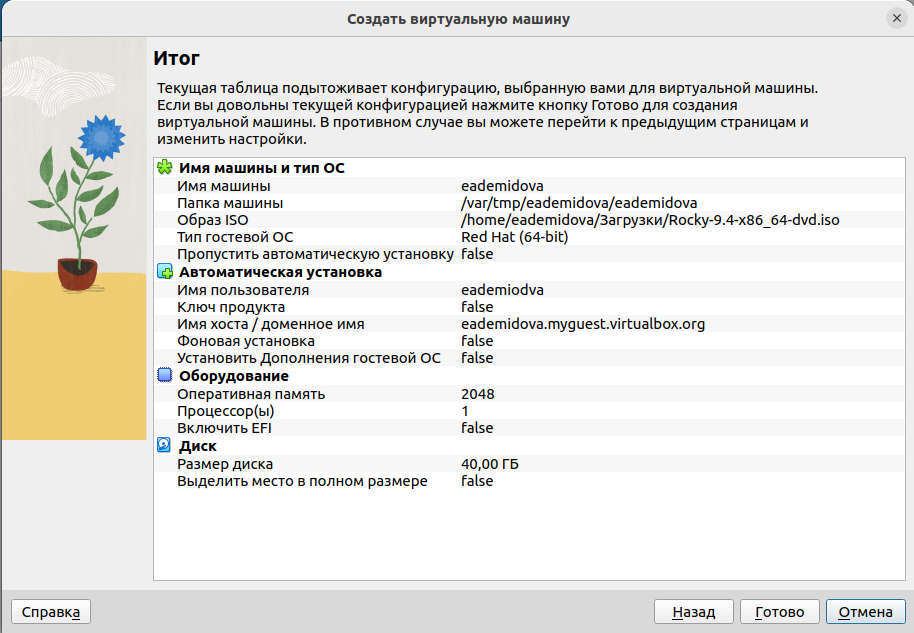 Создать виртуальную машину
Итог
Текущая таблица подытоживает конфигурацию, выбранную вами для виртуальной машины.
Если вы довольны текущей конфигурацией нажмите кнопку Готово для создания
виртуальной машины. В противном случае вы можете перейти к предыдущим страницам и
изменить настройки.
Имя машины и тип ОС
Имя машины eademidova
Папка машины /var/tmp/eademidova/eademidova
Образ ISO /home/eademidova/Загрузки/Rocky-9.4-x86_64-dvd.iso
Тип гостевой ОС Red Hat (64-bit)
Пропустить автоматическую установку false
Автоматическая установка
Имя пользователя eademiodva
Ключ продукта false
Имя хоста / доменное имя eademidova.myguest.virtualbox.org
Фоновая установка false
Установить Дополнения гостевой ОС false
Оборудование
Оперативная память 2048
Процессор(ы) 1
Включить EFI false
Диск
Размер диска 40,00 ГБ
Выделить место в полном размере false
Справка Назад Готово Отмена